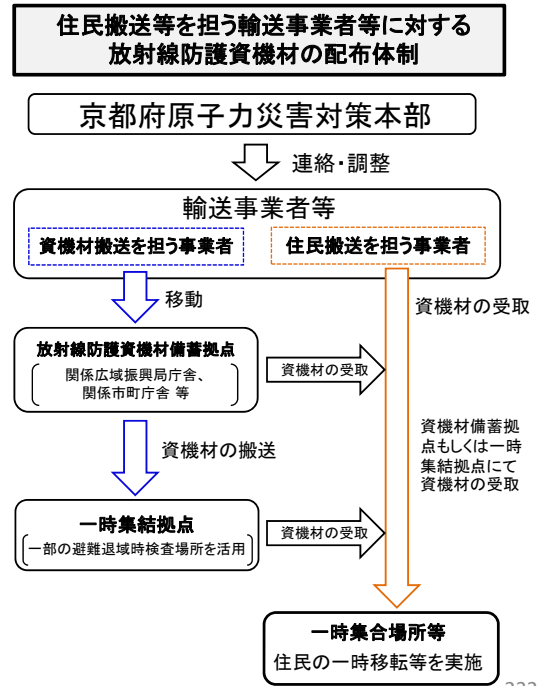 住民搬送等を担う輸送事業者等に対する
放射線防護資機材の配布体制
京都府原子力災害対策本部
連絡・調整
輸送事業者等
資機材搬送を担う事業者
住民搬送を担う事業者
移動
資機材の受取
放射線防護資機材備蓄拠点
関係広域振興局庁舎、
関係市町庁舎 等
資機材の受取
資機材の搬送
資機材備蓄拠
点もしくは一時
集結拠点にて
資機材の受取
一時集結拠点
一部の避難退域時検査場所を活用
資機材の受取
一時集合場所等
住民の一時移転等を実施